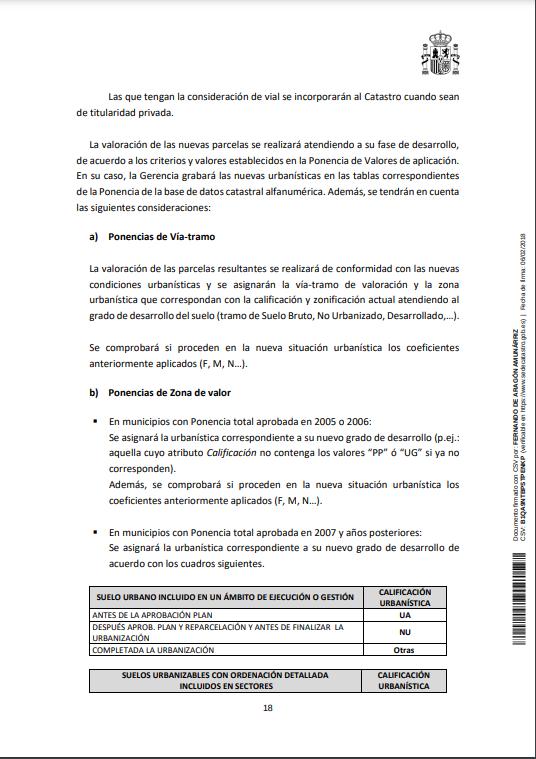 Las que tengan la consideración de vial se incorporarán al Catastro cuando sean
de titularidad privada.
La valoración de las nuevas parcelas se realizará atendiendo a su fase de desarrollo,
de acuerdo a los criterios y valores establecidos en la Ponencia de Valores de aplicación.
En su caso, la Gerencia grabará las nuevas urbanísticas en las tablas correspondientes
de la Ponencia de la base de datos catastral alfanumérica. Además, se tendrán en cuenta
las siguientes consideraciones:
a) Ponencias de Vía-tramo
La valoración de las parcelas resultantes se realizará de conformidad con las nuevas
condiciones urbanísticas y se asignarán la vía-tramo de valoración y la zona
urbanística que correspondan con la calificación y zonificación actual atendiendo al
grado de desarrollo del suelo (tramo de Suelo Bruto, No Urbanizado, Desarrollado,…).
Se comprobará si proceden en la nueva situación urbanística los coeficientes
anteriormente aplicados (F, M, N…).
b) Ponencias de Zona de valor
▪ En municipios con Ponencia total aprobada en 2005 o 2006:
Se asignará la urbanística correspondiente a su nuevo grado de desarrollo (p.ej.:
aquella cuyo atributo Calificación no contenga los valores “PP” ó “UG” si ya no
corresponden).
Además, se comprobará si proceden en la nueva situación urbanística los
coeficientes anteriormente aplicados (F, M, N…).
▪ En municipios con Ponencia total aprobada en 2007 y años posteriores:
Se asignará la urbanística correspondiente a su nuevo grado de desarrollo de
acuerdo con los cuadros siguientes.
SUELO URBANO INCLUIDO EN UN ÁMBITO DE EJECUCIÓN O GESTIÓN
CALIFICACIÓN
URBANÍSTICA
ANTES DE LA APROBACIÓN PLAN
UA
DESPUÉS APROB. PLAN Y REPARCELACIÓN Y ANTES DE FINALIZAR LA
URBANIZACIÓN
NU
COMPLETADA LA URBANIZACIÓN
Otras
SUELOS URBANIZABLES CON ORDENACIÓN DETALLADA
INCLUIDOS EN SECTORES
CALIFICACIÓN
URBANÍSTICA
18
Documento firmado con CSV por: FERNANDO DE ARAGÓN AMUNÁRRIZ
(verificable en https://www.sedecatastro.gob.es) | Fecha de firma: 06/02/2018